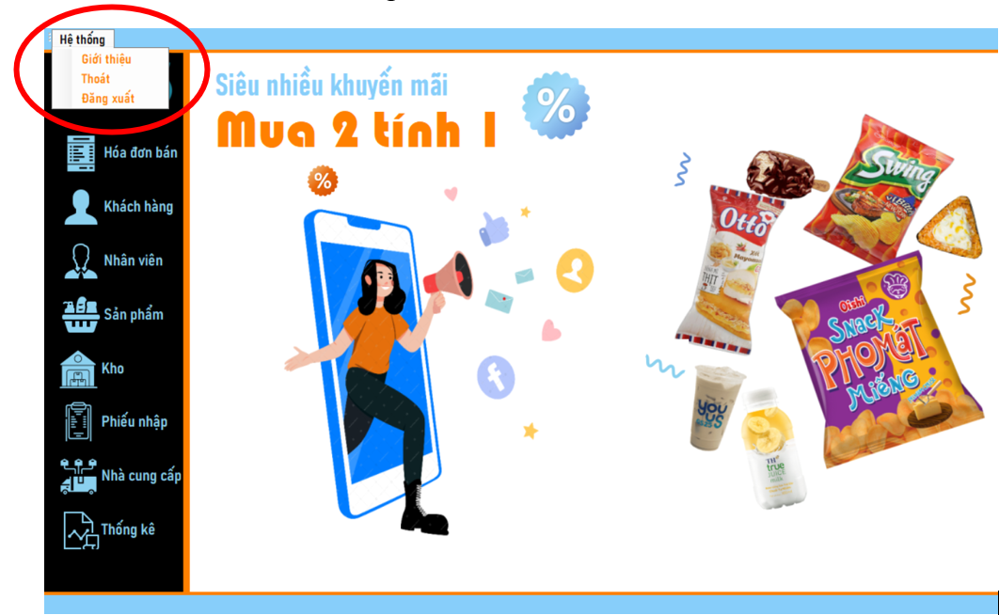 Hệ thống
Giới thiệu
Thoát
Đăng xuất
Hóa đơn bán
Khách hàng
Nhân viên
Sản phẩm
Kho
Phiếu nhập
Nhà cung cấp
Thống kê
Siêu nhiều khuyến mãi
Mua 2 tính 1
%
%
Swing
Otto
THỊT
Oishi
Snack
PHOMÁT
MIẾNG
YOU
US
TH
true
JUICE
milk